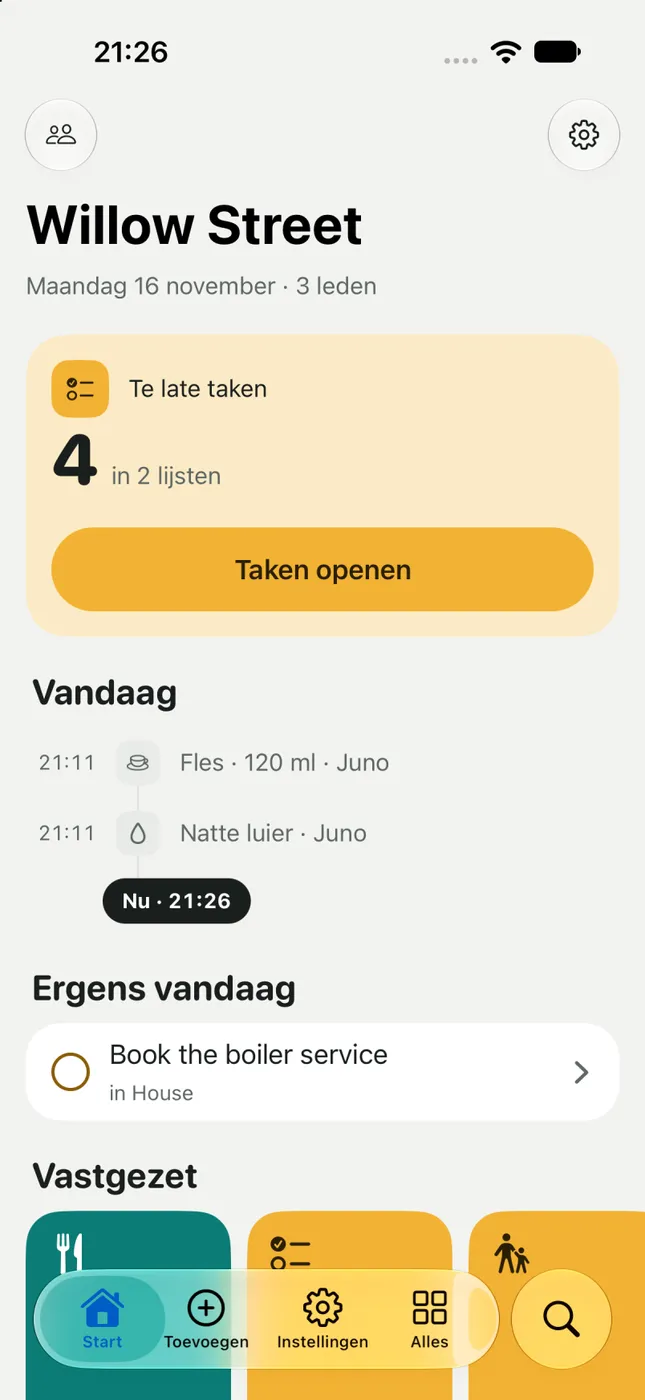 21:26
Willow Street
Maandag 16 november · 3 leden
Te late taken
4 in 2 lijsten
Taken openen
Vandaag
21:11 Fles · 120 ml · Juno
21:11 Natte luier · Juno
Nu · 21:26
Ergens vandaag
Book the boiler service
in House
Vastgezet
Start Toevoegen Instellingen Alles